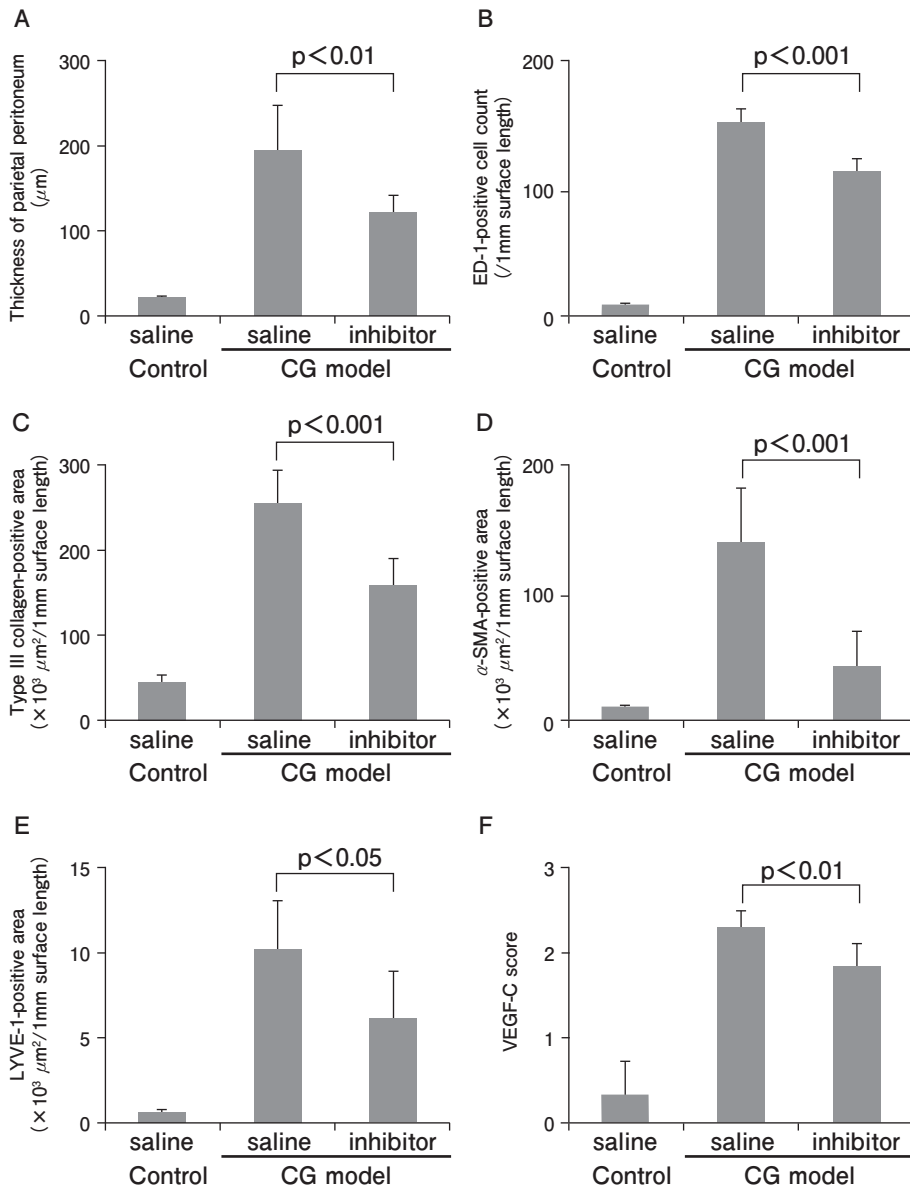 A
Thickness of parietal peritoneum
(μm)
300
200
100
0
p<0.01
saline
saline
inhibitor
Control
CG model
B
ED-1-positive cell count
(/1mm surface length)
200
100
0
p<0.001
saline
saline
inhibitor
Control
CG model
C
Type III collagen-positive area
(×10³ μm²/1mm surface length)
300
200
100
0
p<0.001
saline
saline
inhibitor
Control
CG model
D
α-SMA-positive area
(×10³ μm²/1mm surface length)
200
100
0
p<0.001
saline
saline
inhibitor
Control
CG model
E
LYVE-1-positive area
(×10³ μm²/1mm surface length)
15
10
5
0
p<0.05
saline
saline
inhibitor
Control
CG model
F
VEGF-C score
3
2
1
0
p<0.01
saline
saline
inhibitor
Control
CG model